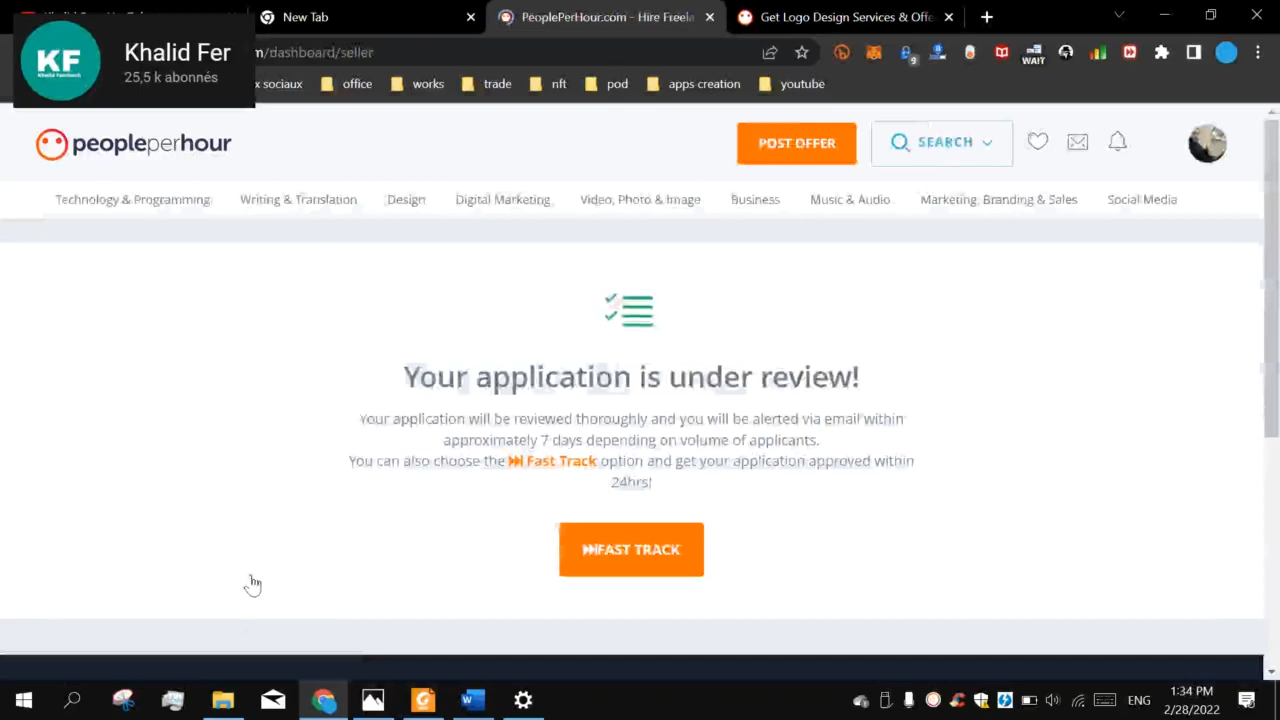 New Tab
PeoplePerHour.com - Hire Freela
Get Logo Design Services & Offe
KF
Khalid Fer
25,5 k abonnés
m/dashboard/seller
9
WAIT
x sociaux
office
works
trade
nft
pod
apps creation
youtube
peopleperhour
POST OFFER
SEARCH
Technology & Programming
Writing & Translation
Design
Digital Marketing
Video, Photo & Image
Business
Music & Audio
Marketing, Branding & Sales
Social Media
Your application is under review!
Your application will be reviewed thoroughly and you will be alerted via email within
approximately 7 days depending on volume of applicants.
You can also choose the Fast Track option and get your application approved within
24hrs!
FAST TRACK
ENG
1:34 PM
2/28/2022